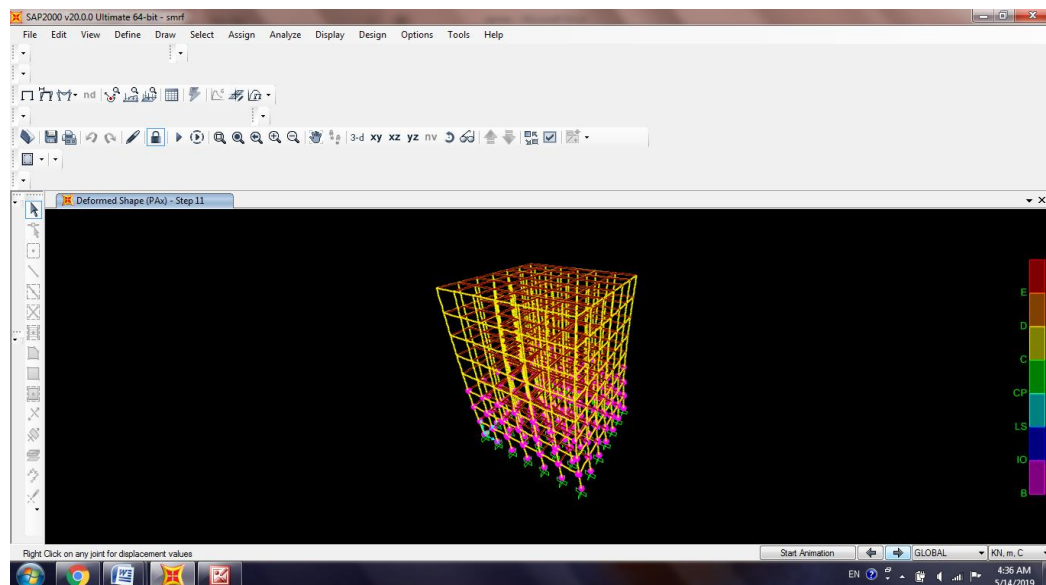 SAP2000 v20.0.0 Ultimate 64-bit - smrf
File Edit View Define Draw Select Assign Analyze Display Design Options Tools Help
nd
3-d xy xz yz nv
Deformed Shape (PAx) - Step 11
E
D
C
CP
LS
IO
B
Right Click on any joint for displacement values
Start Animation
GLOBAL
KN, m, C
EN
4:36 AM
5/14/2019